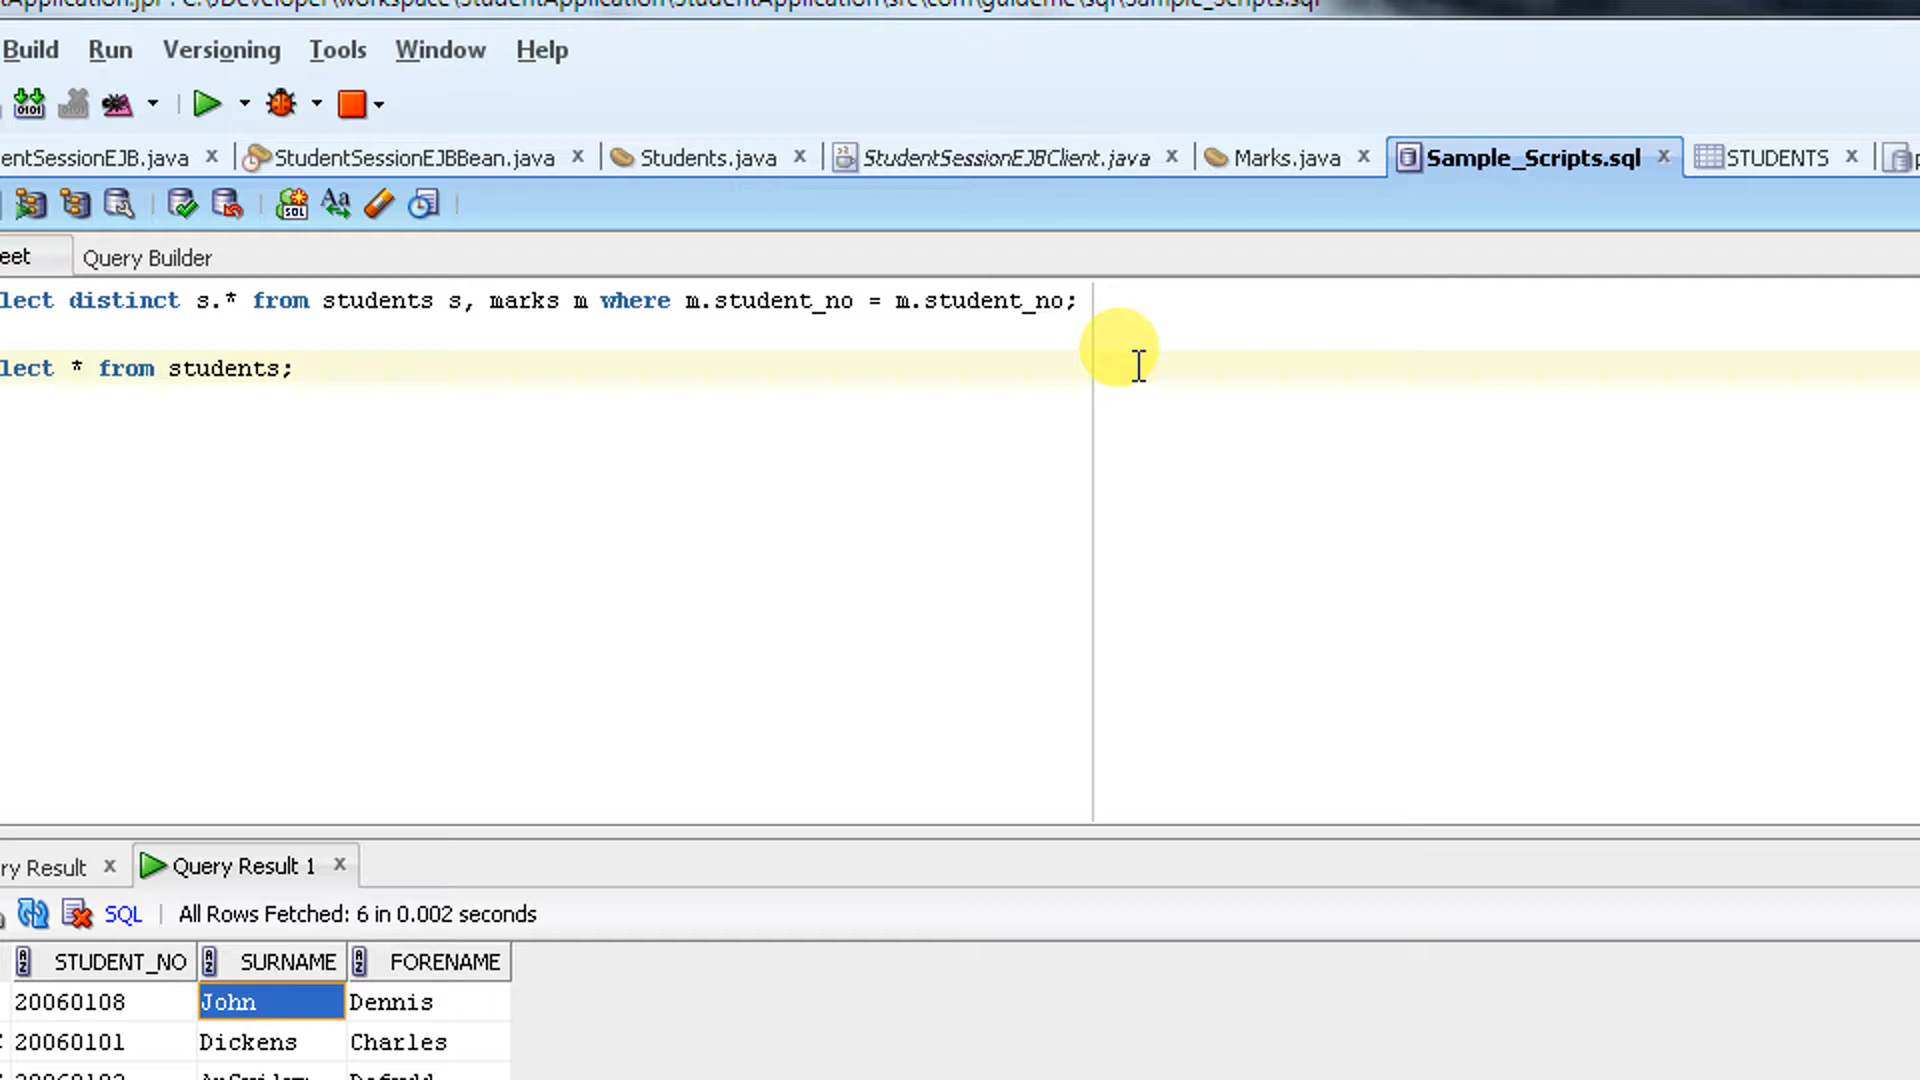 Build Run Versioning Tools Window Help
entSessionEJB.java StudentSessionEJBBean.java Students.java StudentSessionEJBClient.java Marks.java Sample_Scripts.sql STUDENTS
eet Query Builder
lect distinct s.* from students s, marks m where m.student_no = m.student_no;
lect * from students;
ry Result Query Result 1
SQL All Rows Fetched: 6 in 0.002 seconds
STUDENT_NO SURNAME FORENAME
20060108 John Dennis
20060101 Dickens Charles